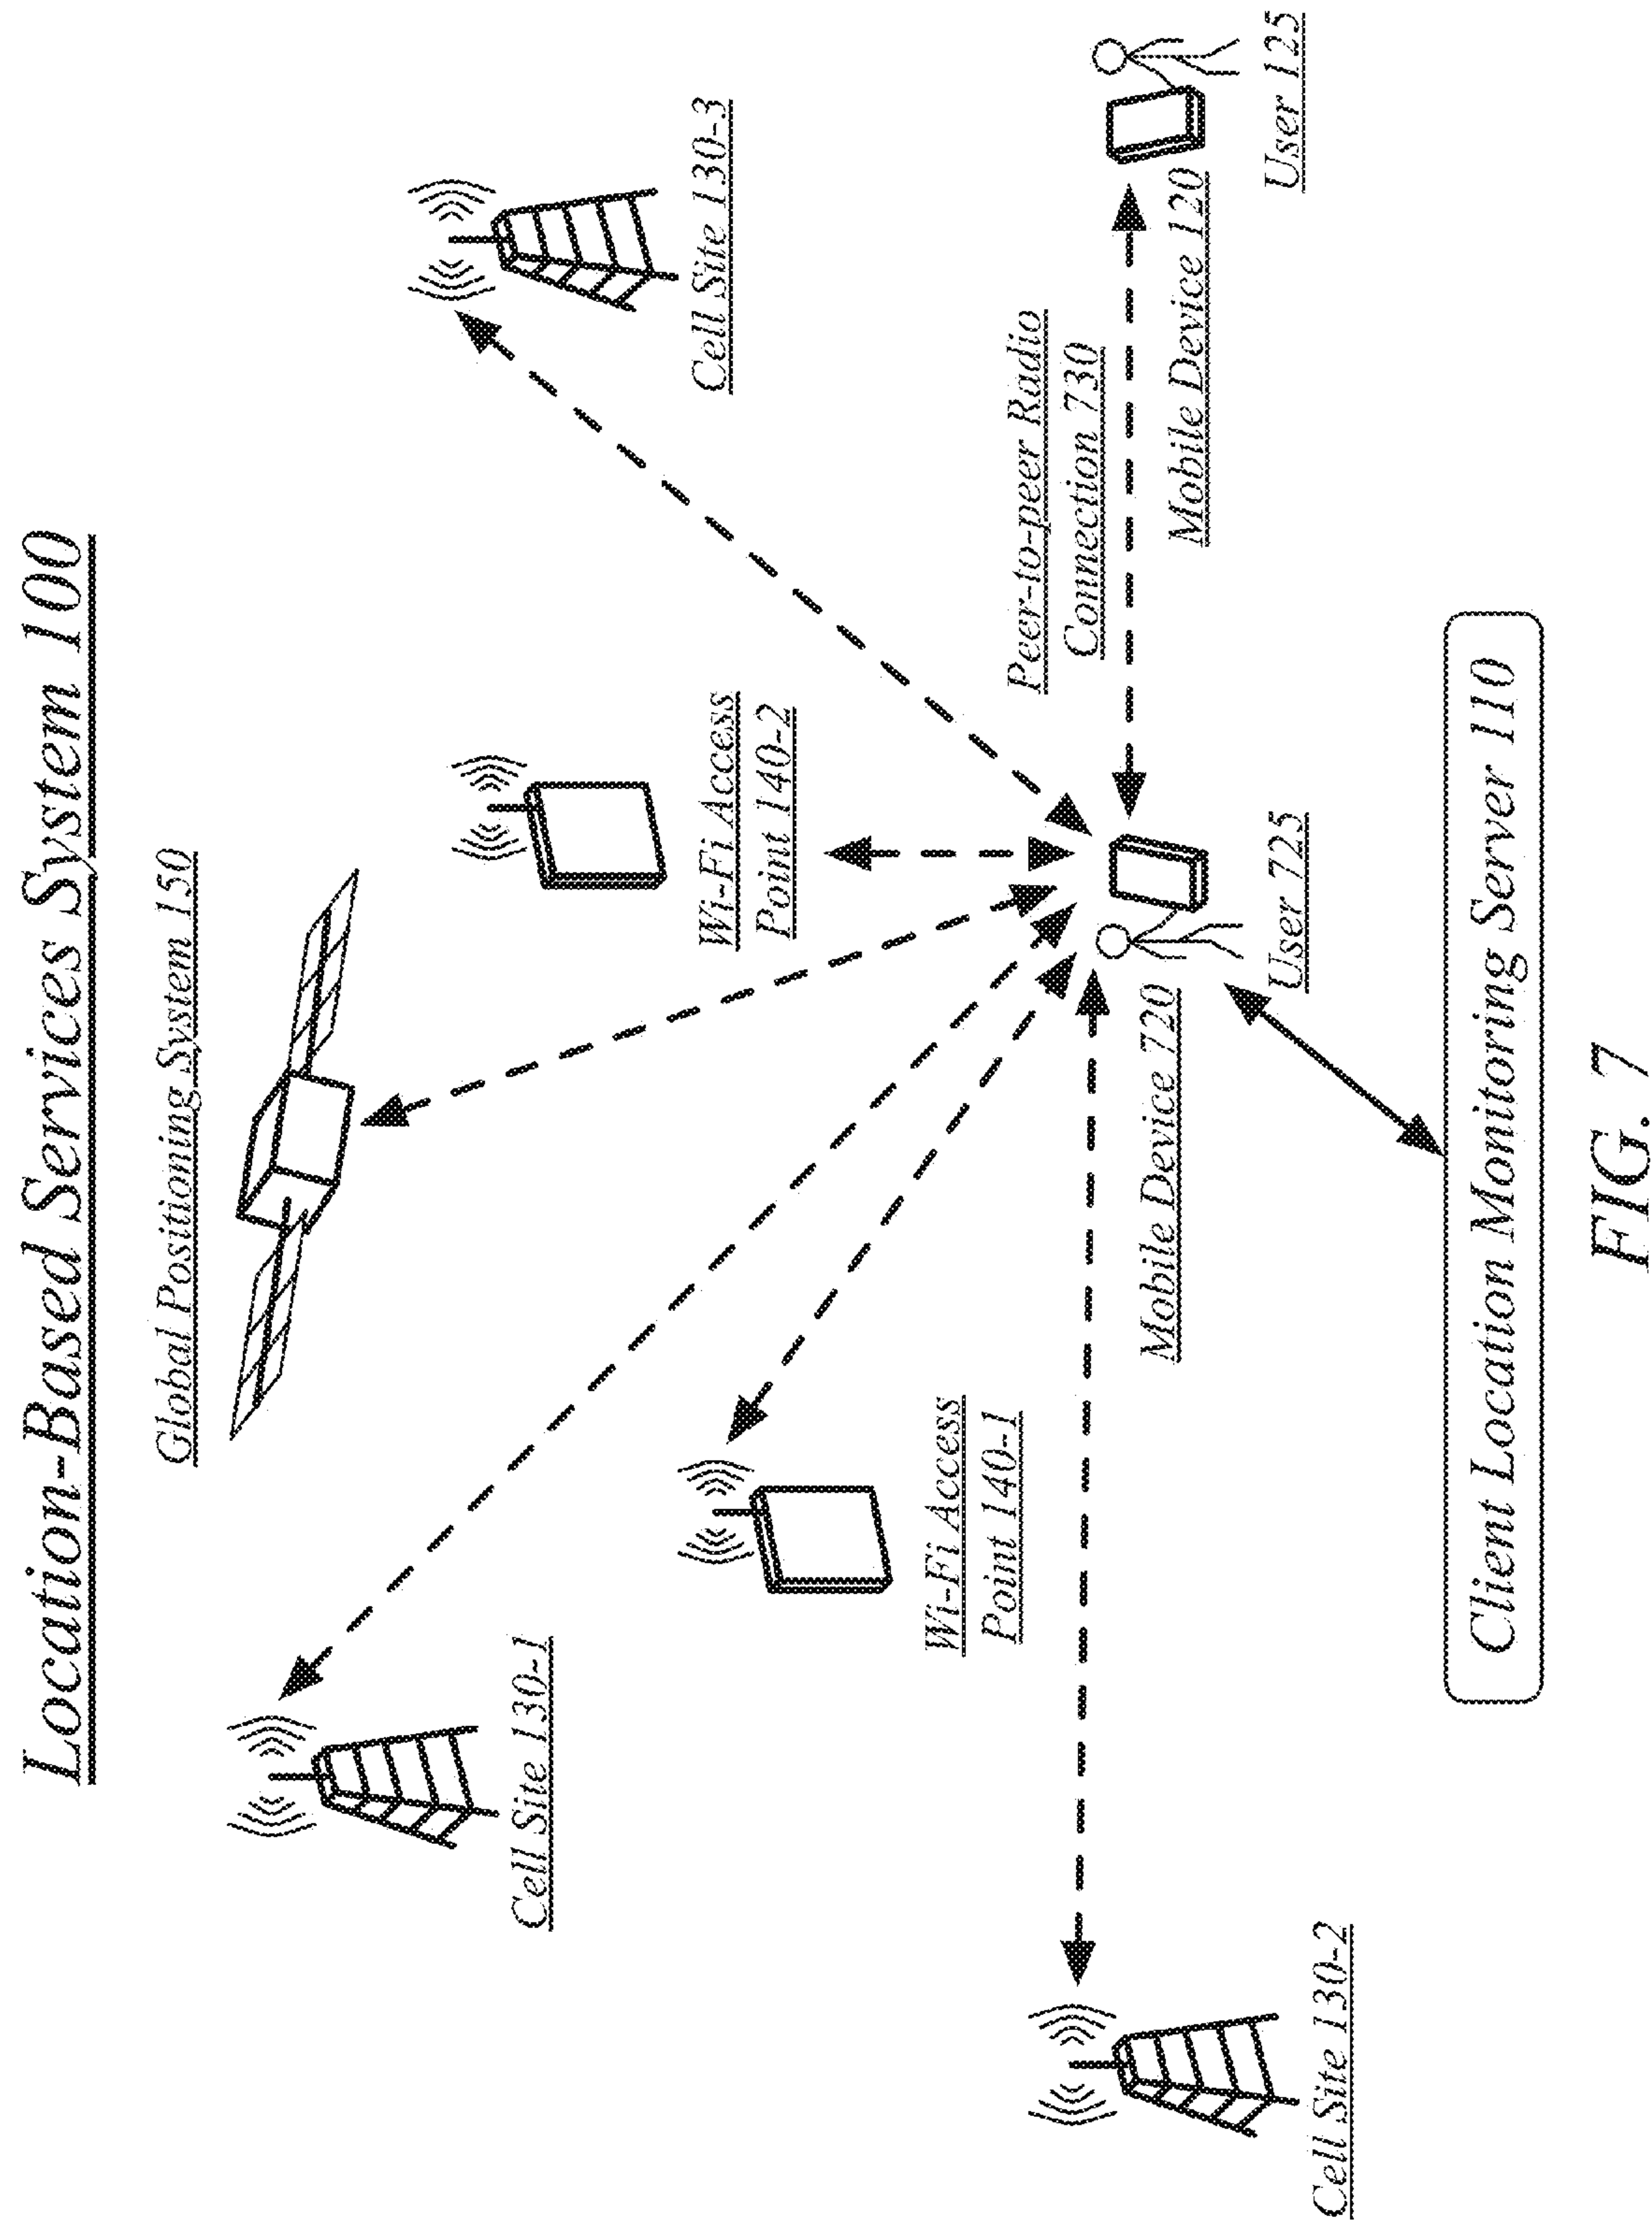 Location-Based Services System 100
Global Positioning System 150
Cell Site 130-1
Cell Site 130-3
Wi-Fi Access
Point 140-2
Wi-Fi Access
Point 140-1
Peer-to-peer Radio
Connection 730
Mobile Device 720
Mobile Device 120
User 725
User 125
Cell Site 130-2
Client Location Monitoring Server 110
FIG. 7